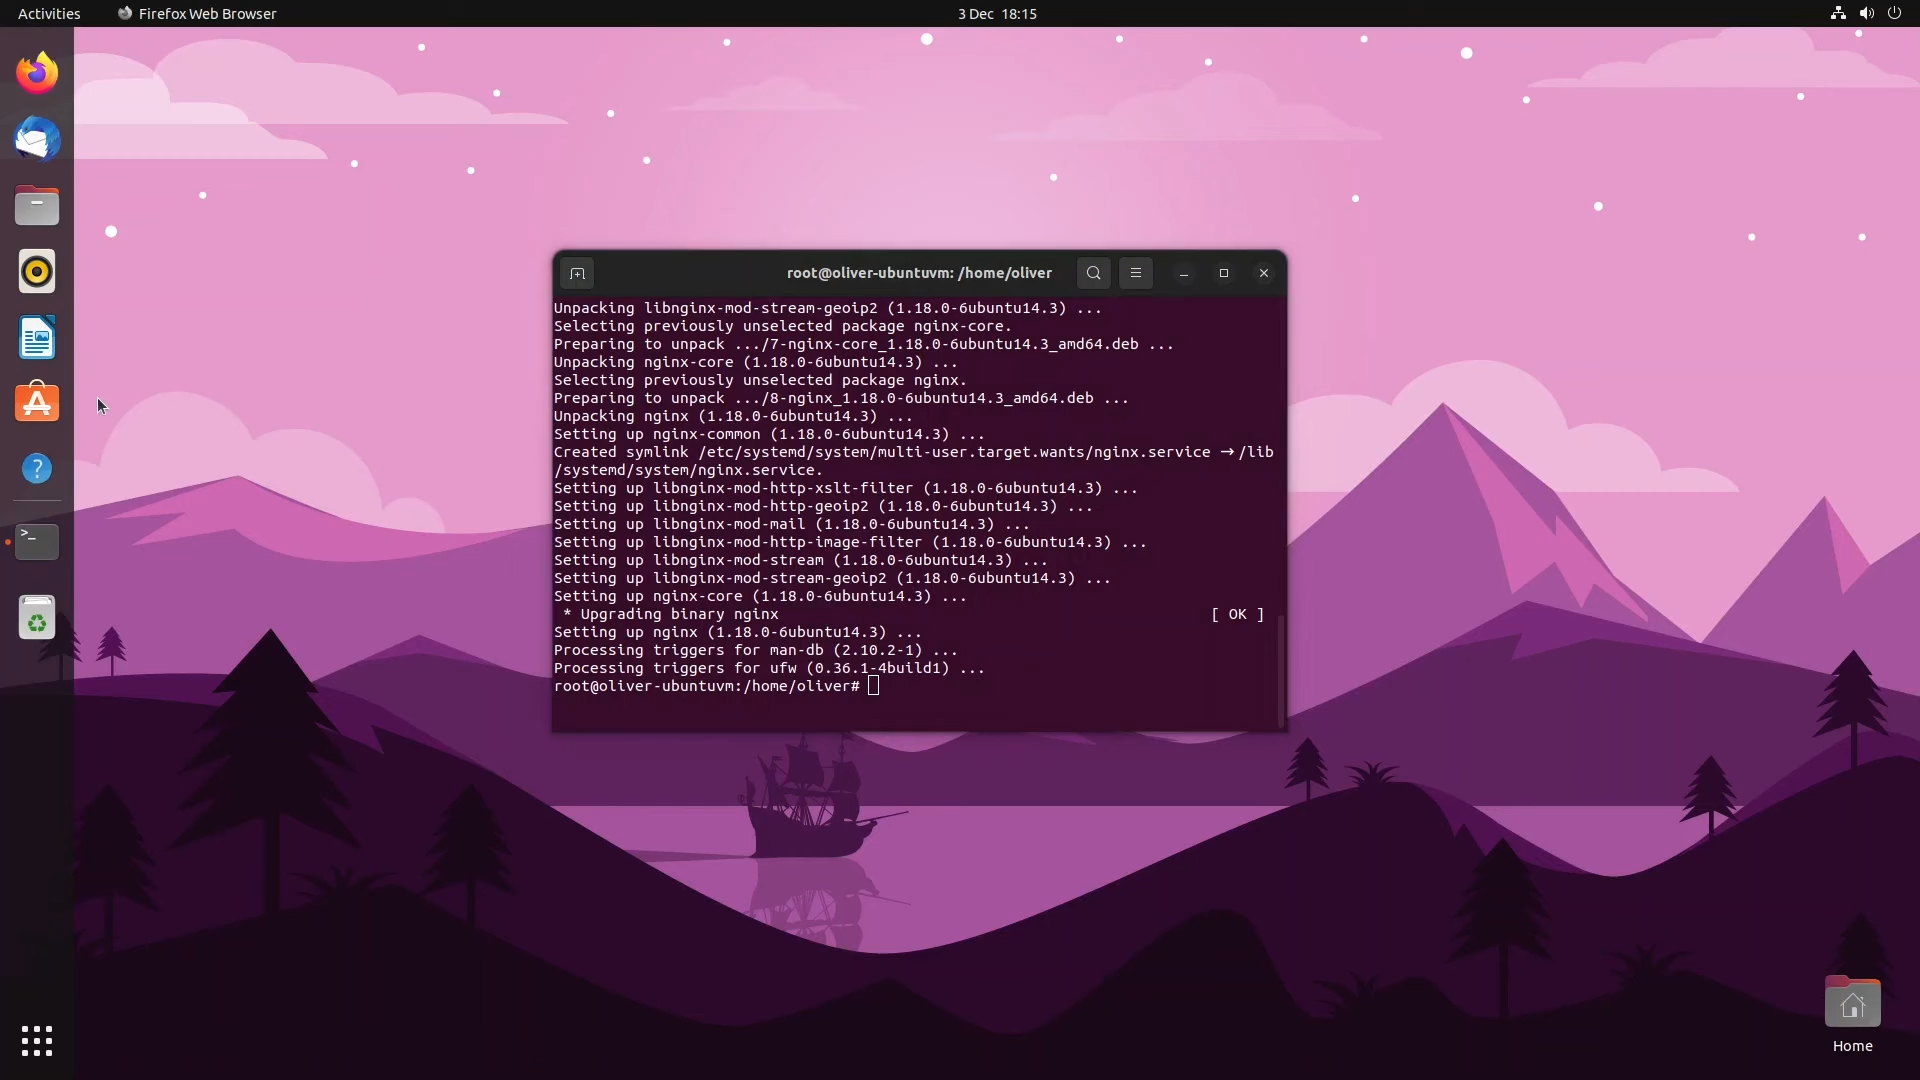 Activities Firefox Web Browser 3 Dec 18:15
root@oliver-ubuntuvm: /home/oliver
Unpacking libnginx-mod-stream-geoip2 (1.18.0-6ubuntu14.3) ...
Selecting previously unselected package nginx-core.
Preparing to unpack .../7-nginx-core_1.18.0-6ubuntu14.3_amd64.deb ...
Unpacking nginx-core (1.18.0-6ubuntu14.3) ...
Selecting previously unselected package nginx.
Preparing to unpack .../8-nginx_1.18.0-6ubuntu14.3_amd64.deb ...
Unpacking nginx (1.18.0-6ubuntu14.3) ...
Setting up nginx-common (1.18.0-6ubuntu14.3) ...
Created symlink /etc/systemd/system/multi-user.target.wants/nginx.service → /lib
/systemd/system/nginx.service.
Setting up libnginx-mod-http-xslt-filter (1.18.0-6ubuntu14.3) ...
Setting up libnginx-mod-http-geoip2 (1.18.0-6ubuntu14.3) ...
Setting up libnginx-mod-mail (1.18.0-6ubuntu14.3) ...
Setting up libnginx-mod-http-image-filter (1.18.0-6ubuntu14.3) ...
Setting up libnginx-mod-stream (1.18.0-6ubuntu14.3) ...
Setting up libnginx-mod-stream-geoip2 (1.18.0-6ubuntu14.3) ...
Setting up nginx-core (1.18.0-6ubuntu14.3) ...
* Upgrading binary nginx [ OK ]
Setting up nginx (1.18.0-6ubuntu14.3) ...
Processing triggers for man-db (2.10.2-1) ...
Processing triggers for ufw (0.36.1-4build1) ...
root@oliver-ubuntuvm:/home/oliver#
Home